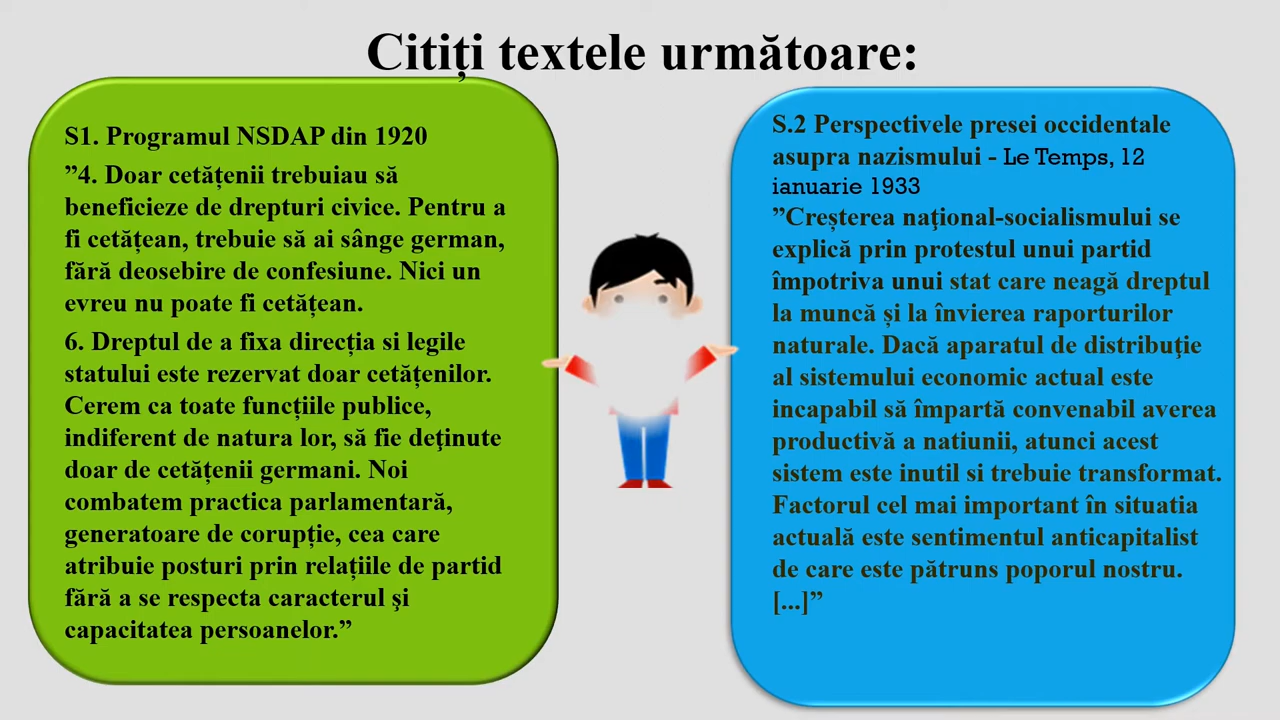 Citiți textele următoare:
S1. Programul NSDAP din 1920
”4. Doar cetățenii trebuiau să
beneficieze de drepturi civice. Pentru a
fi cetățean, trebuie să ai sânge german,
fără deosebire de confesiune. Nici un
evreu nu poate fi cetățean.
6. Dreptul de a fixa direcția si legile
statului este rezervat doar cetățenilor.
Cerem ca toate funcțiile publice,
indiferent de natura lor, să fie deţinute
doar de cetățenii germani. Noi
combatem practica parlamentară,
generatoare de corupție, cea care
atribuie posturi prin relațiile de partid
fără a se respecta caracterul şi
capacitatea persoanelor.”
S.2 Perspectivele presei occidentale
asupra nazismului - Le Temps, 12
ianuarie 1933
”Creșterea naţional-socialismului se
explică prin protestul unui partid
împotriva unui stat care neagă dreptul
la muncă și la învierea raporturilor
naturale. Dacă aparatul de distribuţie
al sistemului economic actual este
incapabil să împartă convenabil averea
productivă a natiunii, atunci acest
sistem este inutil si trebuie transformat.
Factorul cel mai important în situatia
actuală este sentimentul anticapitalist
de care este pătruns poporul nostru.
[...]”